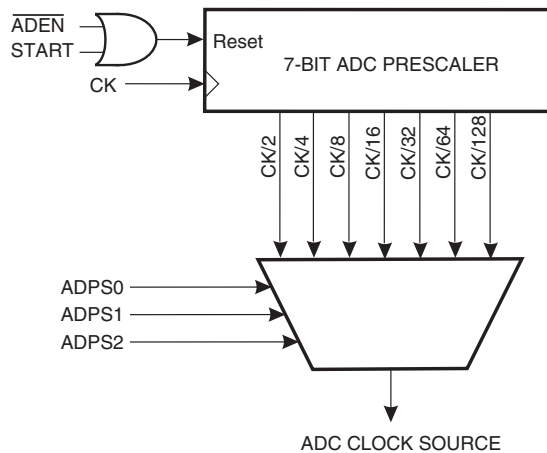 ADEN
START
Reset
7-BIT ADC PRESCALER
CK
CK/2
CK/4
CK/8
CK/16
CK/32
CK/64
CK/128
ADPS0
ADPS1
ADPS2
ADC CLOCK SOURCE